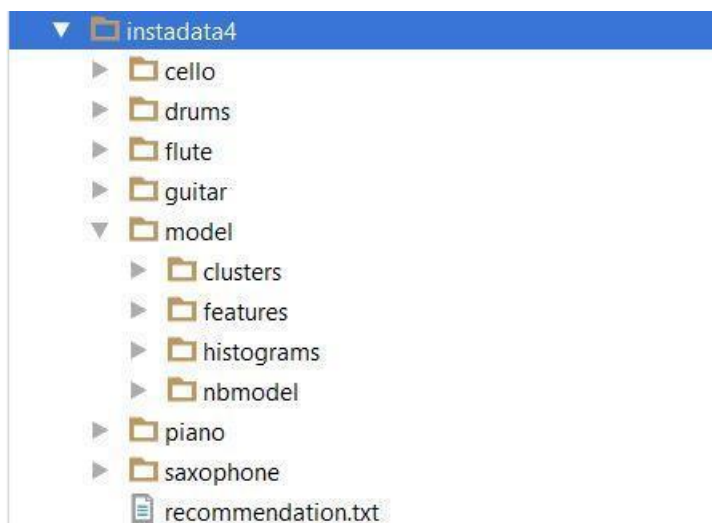 instadata4
cello
drums
flute
guitar
model
clusters
features
histograms
nbmodel
piano
saxophone
recommendation.txt